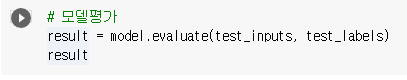 # 모델평가
result = model.evaluate(test_inputs, test_labels)
result